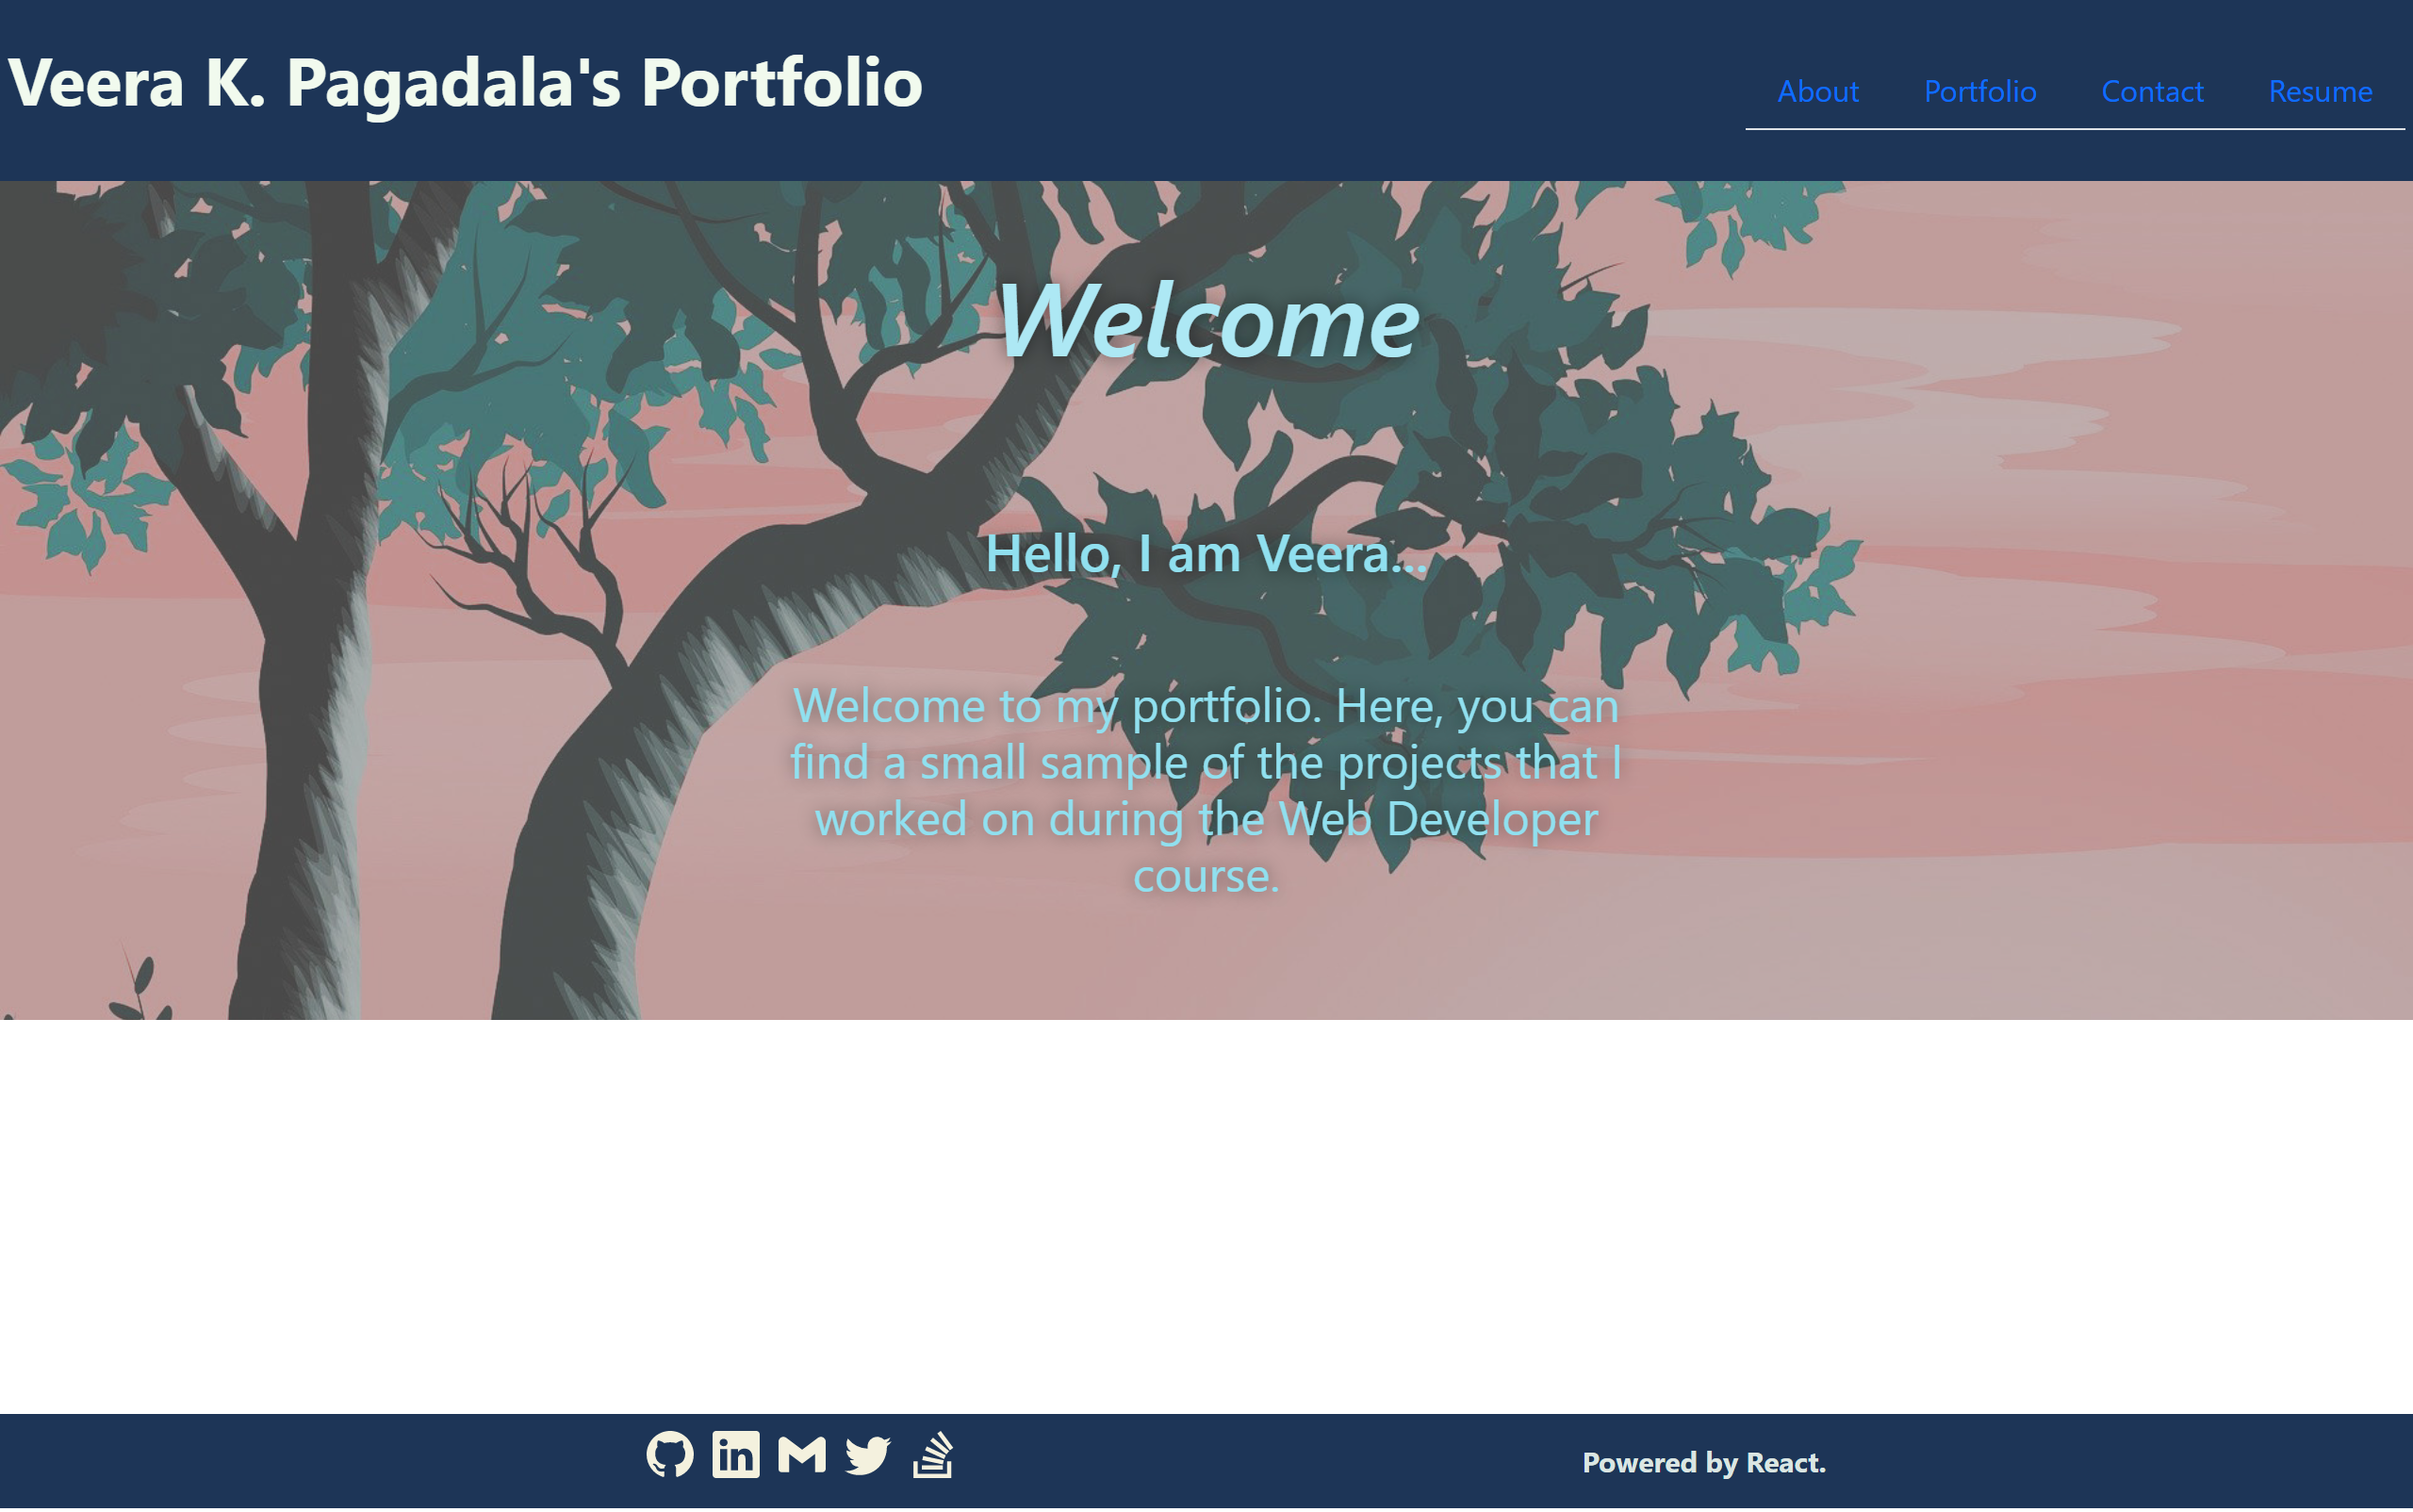 Veera K. Pagadala's Portfolio
About Portfolio Contact Resume
Welcome
Hello, I am Veera...
Welcome to my portfolio. Here, you can
find a small sample of the projects that I
worked on during the Web Developer
course.
in
Powered by React.